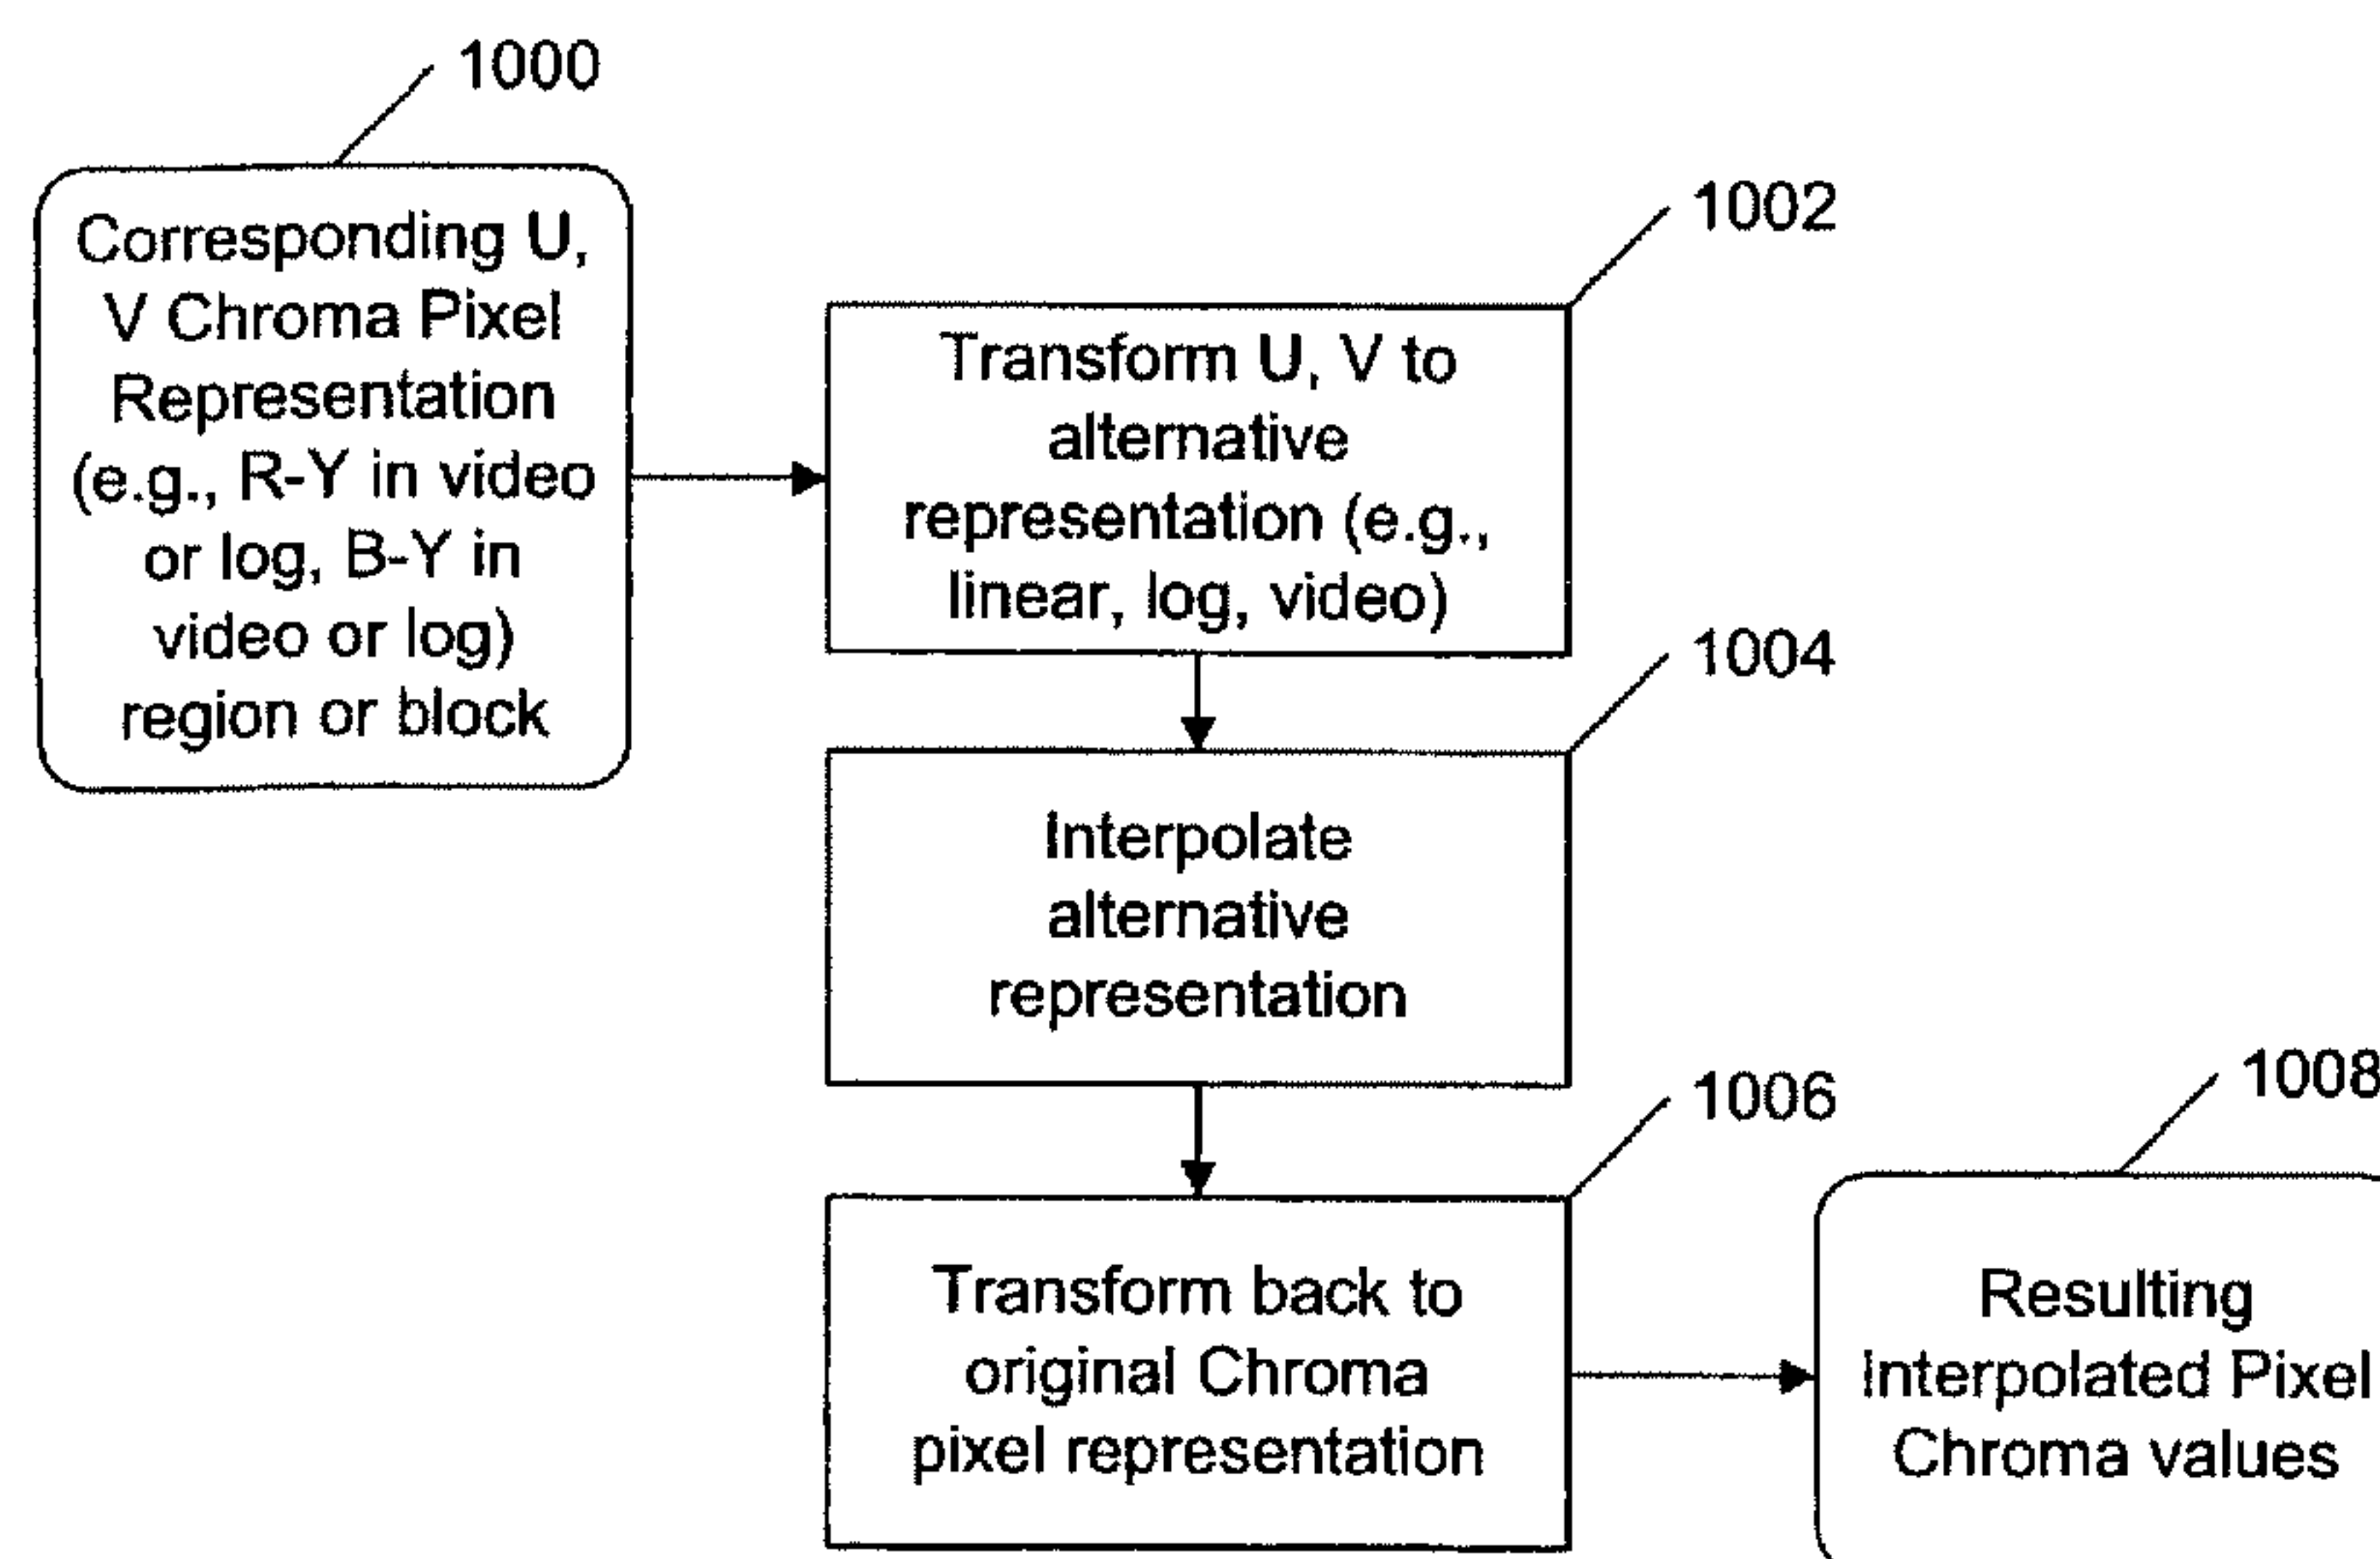 1000
Corresponding U,
V Chroma Pixel
Representation
(e.g., R-Y in video
or log, B-Y in
video or log)
region or block
1002
Transform U, V to
alternative
representation (e.g.,
linear, log, video)
1004
Interpolate
alternative
representation
1006
Transform back to
original Chroma
pixel representation
1008
Resulting
Interpolated Pixel
Chroma values